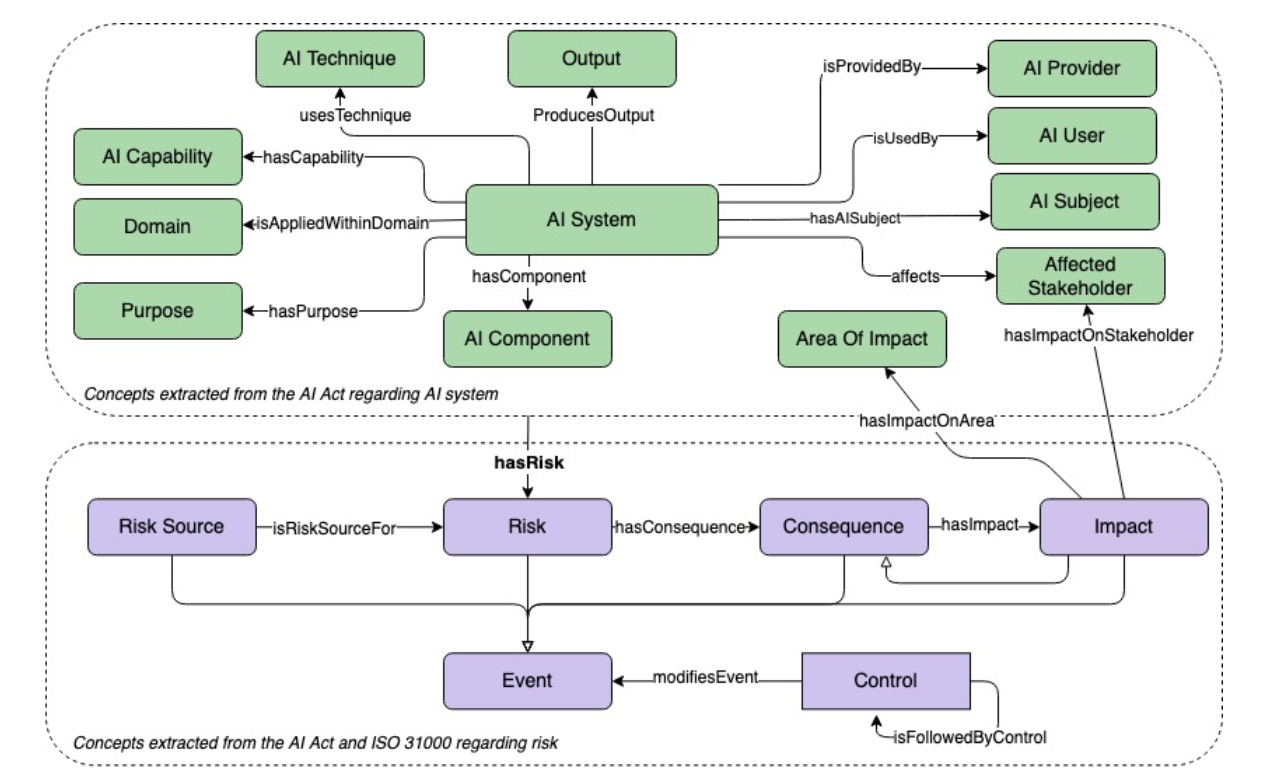 AI Technique
Output
isProvidedBy
AI Provider
usesTechnique
ProducesOutput
AI Capability
hasCapability
isUsedBy
AI User
Domain
isAppliedWithinDomain
AI System
hasAISubject
AI Subject
hasComponent
affects
Affected
Stakeholder
Purpose
hasPurpose
AI Component
Area Of Impact
hasImpactOnStakeholder
Concepts extracted from the AI Act regarding AI system
hasImpactOnArea
hasRisk
Risk Source
isRiskSourceFor
Risk
hasConsequence
Consequence
hasImpact
Impact
Event
modifiesEvent
Control
isFollowedByControl
Concepts extracted from the AI Act and ISO 31000 regarding risk